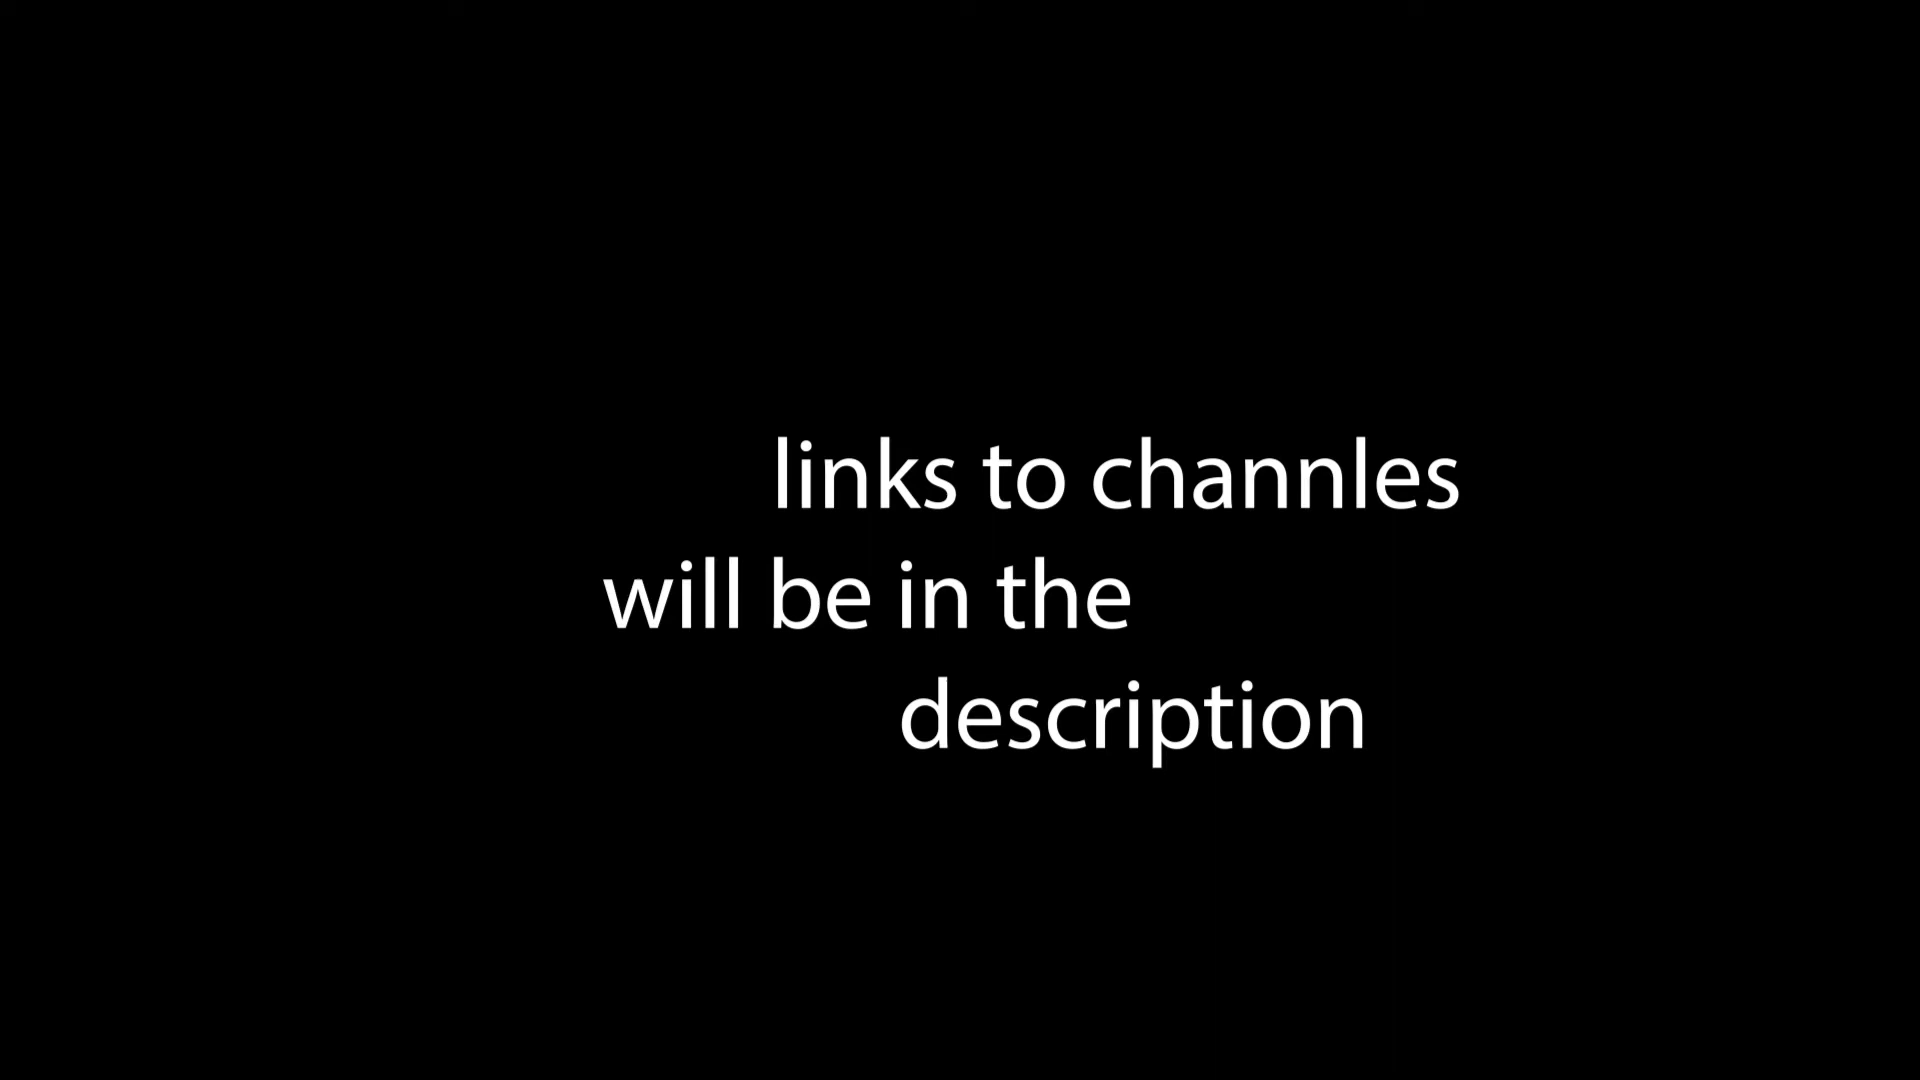 links to channles
will be in the
description